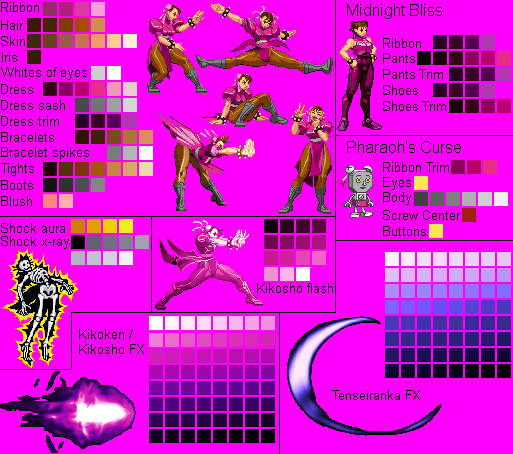 Ribbon
Hair
Skin
Iris
Whites of eyes
Dress
Dress sash
Dress trim
Bracelets
Bracelet spikes
Tights
Boots
Blush
Midnight Bliss
Ribbon
Pants
Pants Trim
Shoes
Shoes Trim
Pharaoh's Curse
Ribbon Trim
Eyes
Body
Screw Center
Buttons
Shock aura
Shock x-ray
Kikosho flash
Kikoken /
Kikosho FX
Tenseiranka FX